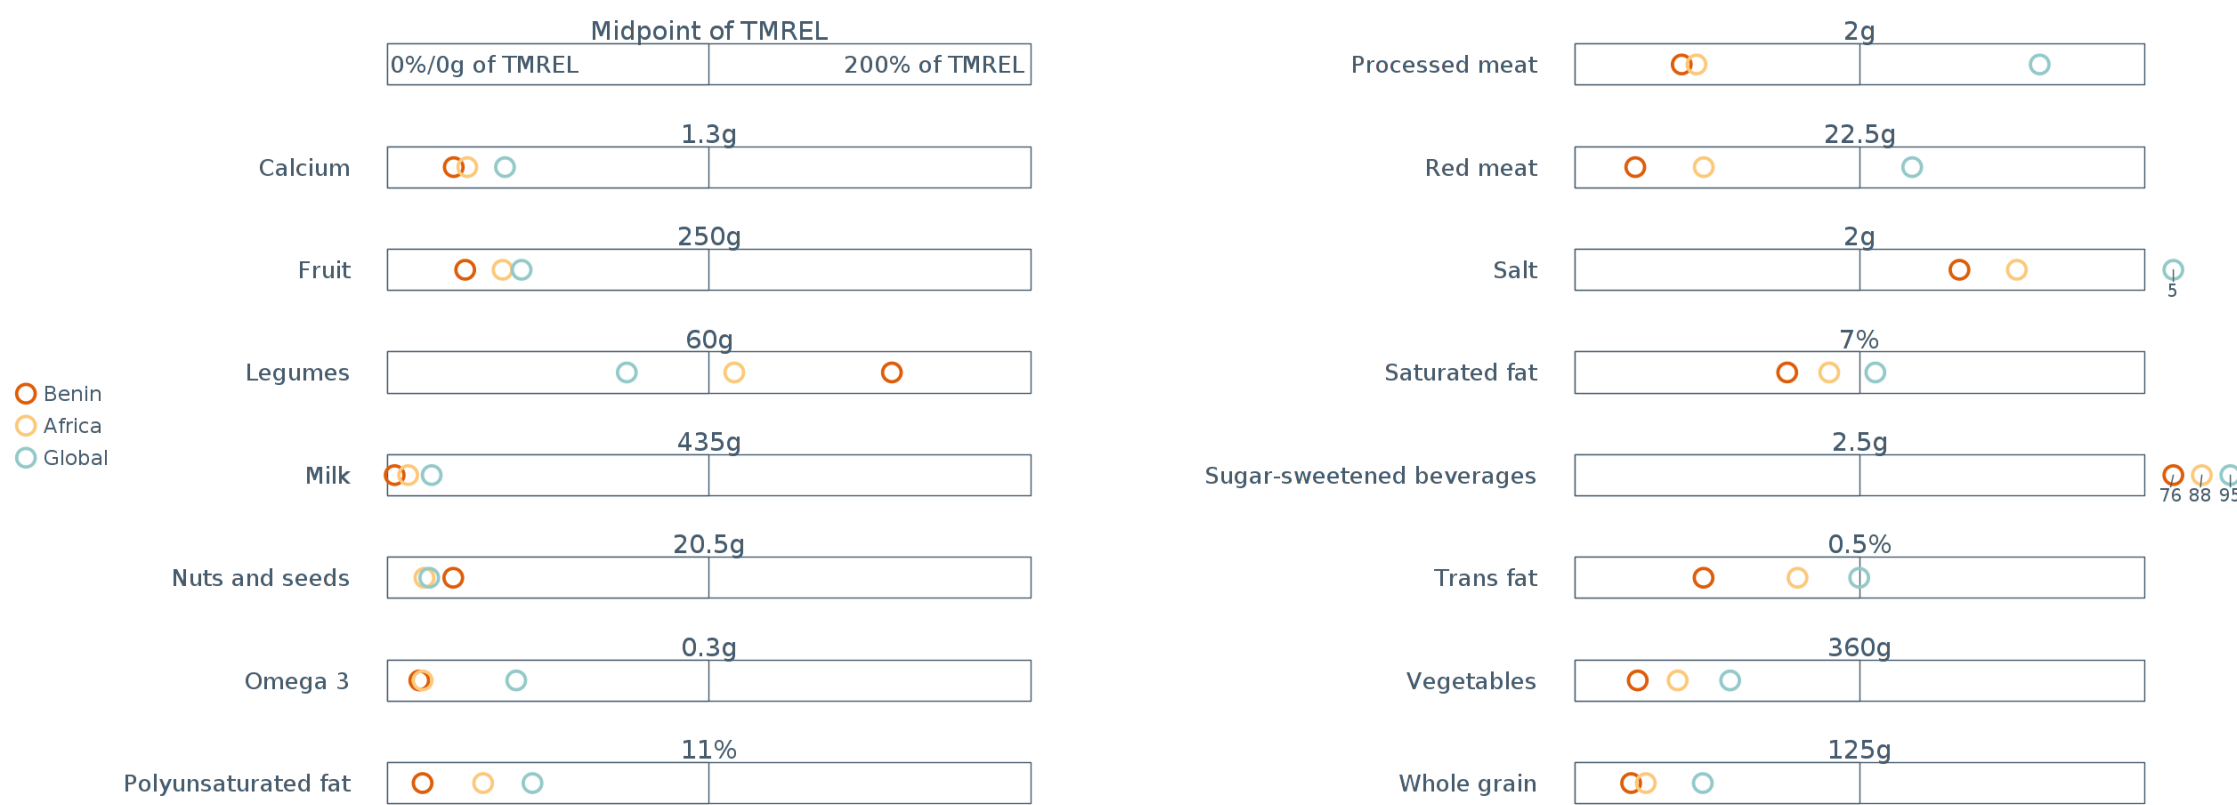 Midpoint of TMREL
0%/0g of TMREL
200% of TMREL
1.3g
Calcium
250g
Fruit
60g
Legumes
435g
Milk
20.5g
Nuts and seeds
0.3g
Omega 3
11%
Polyunsaturated fat
Benin
Africa
Global
2g
Processed meat
22.5g
Red meat
2g
Salt
5
7%
Saturated fat
2.5g
Sugar-sweetened beverages
76 88 95
0.5%
Trans fat
360g
Vegetables
125g
Whole grain